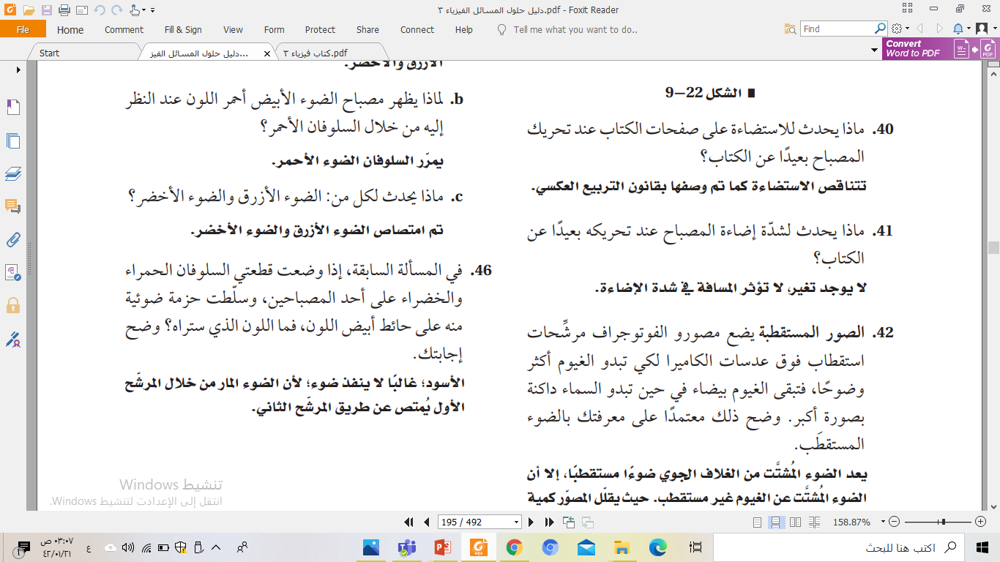 دليل حلول المسائل الفيزياء ٣.pdf - Foxit Reader
File Home Comment Fill & Sign View Form Protect Share Connect Help Tell me what you want to do.. Find
Start
دليل حلول المسائل الفيز...
كتاب فيزياء ٣.pdf
Convert
Word to PDF
■ الشكل 22–9
40. ماذا يحدث للاستضاءة على صفحات الكتاب عند تحريك
المصباح بعيدًا عن الكتاب؟
تتناقص الاستضاءة كما تم وصفها بقانون التربيع العكسي.
41. ماذا يحدث لشدّة إضاءة المصباح عند تحريكه بعيدًا عن
الكتاب؟
لا يوجد تغير، لا تؤثر المسافة في شدة الإضاءة.
42. الصور المستقطبة يضع مصورو الفوتوجراف مرشِّحات
استقطاب فوق عدسات الكاميرا لكي تبدو الغيوم أكثر
وضوحًا، فتبقى الغيوم بيضاء في حين تبدو السماء داكنة
بصورة أكبر. وضح ذلك معتمدًا على معرفتك بالضوء
المستقطَب.
يعد الضوء المُشتَّت من الغلاف الجوي ضوءًا مستقطبًا، إلا أن
الضوء المُشتَّت عن الغيوم غير مستقطب. حيث يقلّل المصوّر كمية
الأزرق والأخضر.
b. لماذا يظهر مصباح الضوء الأبيض أحمر اللون عند النظر
إليه من خلال السلوفان الأحمر؟
يمرّر السلوفان الضوء الأحمر.
c. ماذا يحدث لكل من: الضوء الأزرق والضوء الأخضر؟
تم امتصاص الضوء الأزرق والضوء الأخضر.
46. في المسألة السابقة، إذا وضعت قطعتي السلوفان الحمراء
والخضراء على أحد المصباحين، وسلّطت حزمة ضوئية
منه على حائط أبيض اللون، فما اللون الذي ستراه؟ وضح
إجابتك.
الأسود؛ غالبًا لا ينفذ ضوء؛ لأن الضوء المار من خلال المرشّح
الأول يُمتص عن طريق المرشّح الثاني.
تنشيط Windows
انتقل إلى الإعدادات لتنشيط Windows.
195 / 492
158.87%
اكتب هنا للبحث
ع
٠٣:٠٧ ص
٤٢/٠١/٢١